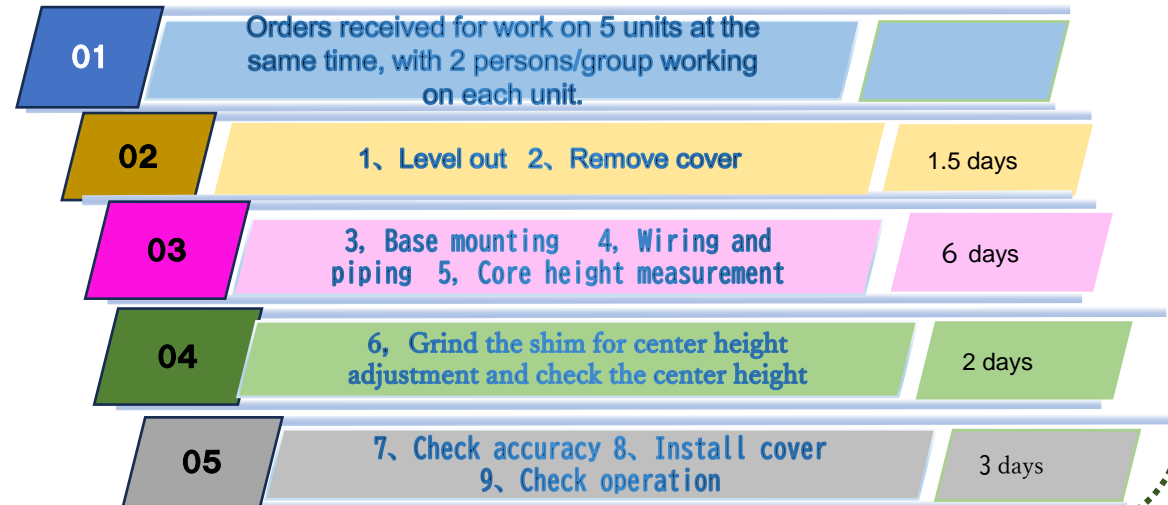 01
Orders received for work on 5 units at the
same time, with 2 persons/group working
on each unit.
02
1、Level out 2、Remove cover
1.5 days
03
3, Base mounting 4, Wiring and
piping 5, Core height measurement
6 days
04
6, Grind the shim for center height
adjustment and check the center height
2 days
05
7、Check accuracy 8、Install cover
9、Check operation
3 days